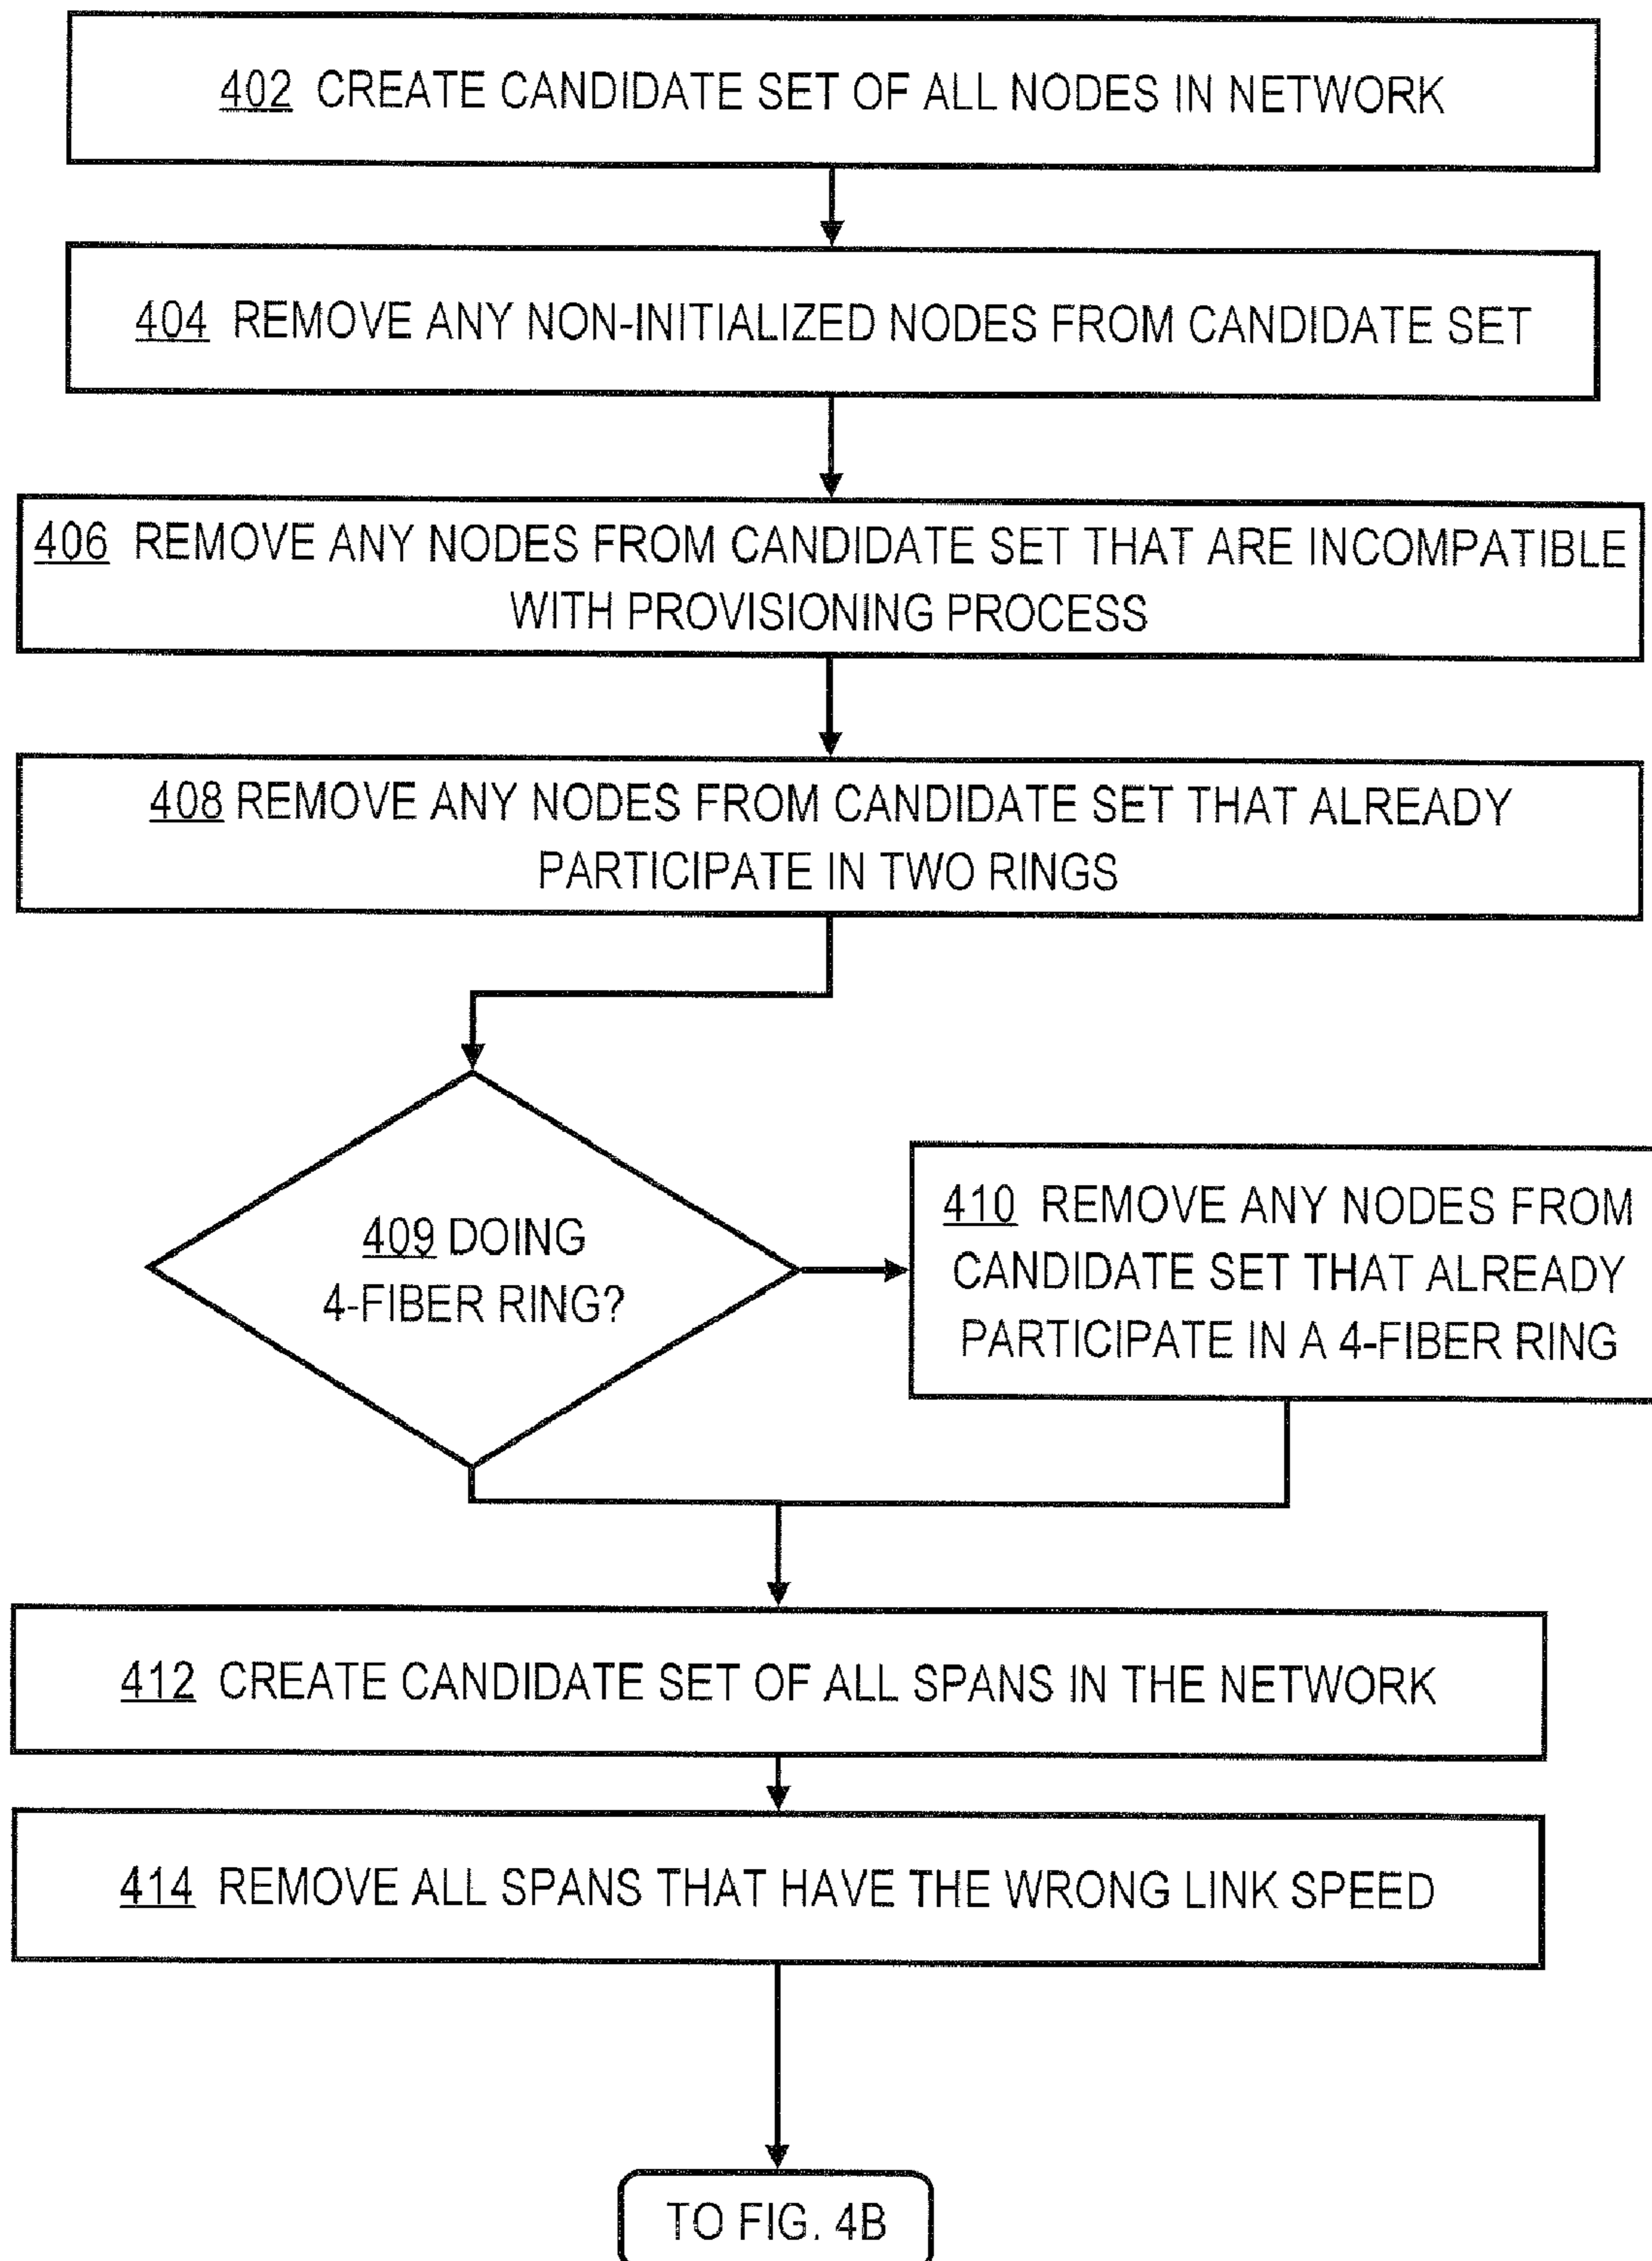 402 CREATE CANDIDATE SET OF ALL NODES IN NETWORK
404 REMOVE ANY NON-INITIALIZED NODES FROM CANDIDATE SET
406 REMOVE ANY NODES FROM CANDIDATE SET THAT ARE INCOMPATIBLE
WITH PROVISIONING PROCESS
408 REMOVE ANY NODES FROM CANDIDATE SET THAT ALREADY
PARTICIPATE IN TWO RINGS
409 DOING
4-FIBER RING?
410 REMOVE ANY NODES FROM
CANDIDATE SET THAT ALREADY
PARTICIPATE IN A 4-FIBER RING
412 CREATE CANDIDATE SET OF ALL SPANS IN THE NETWORK
414 REMOVE ALL SPANS THAT HAVE THE WRONG LINK SPEED
TO FIG. 4B